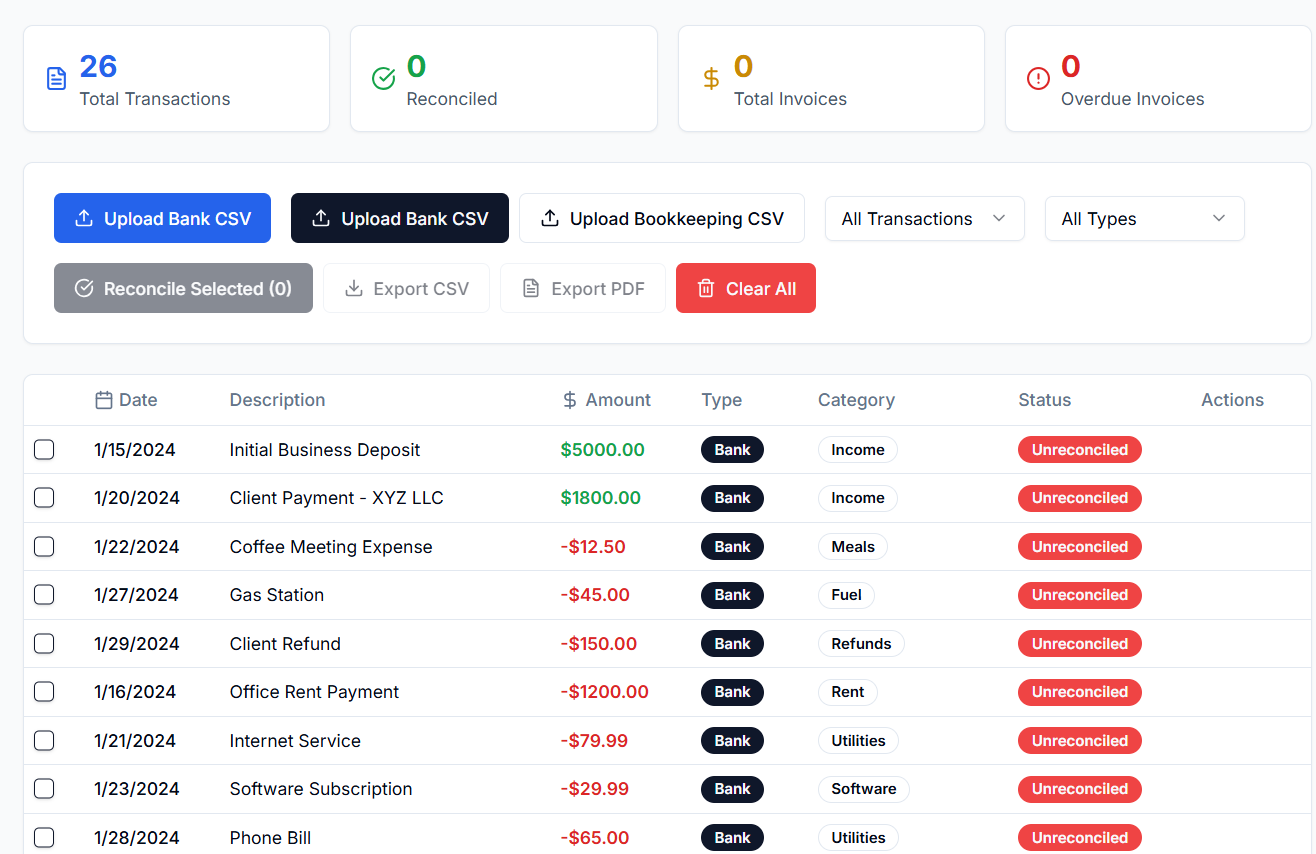 26
Total Transactions
0
Reconciled
0
Total Invoices
0
Overdue Invoices
Upload Bank CSV Upload Bank CSV Upload Bookkeeping CSV All Transactions All Types
Reconcile Selected (0) Export CSV Export PDF Clear All
Date Description $ Amount Type Category Status Actions
1/15/2024 Initial Business Deposit $5000.00 Bank Income Unreconciled
1/20/2024 Client Payment - XYZ LLC $1800.00 Bank Income Unreconciled
1/22/2024 Coffee Meeting Expense -$12.50 Bank Meals Unreconciled
1/27/2024 Gas Station -$45.00 Bank Fuel Unreconciled
1/29/2024 Client Refund -$150.00 Bank Refunds Unreconciled
1/16/2024 Office Rent Payment -$1200.00 Bank Rent Unreconciled
1/21/2024 Internet Service -$79.99 Bank Utilities Unreconciled
1/23/2024 Software Subscription -$29.99 Bank Software Unreconciled
1/28/2024 Phone Bill -$65.00 Bank Utilities Unreconciled